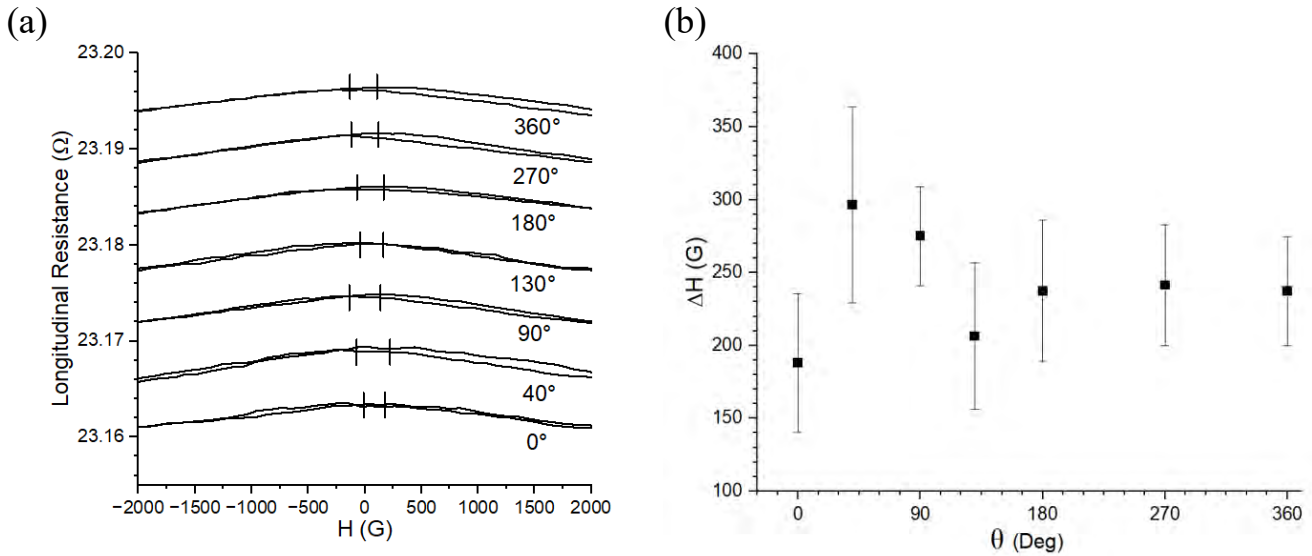 (a)
23.20
23.19
23.18
23.17
23.16
Longitudinal Resistance (Ω)
360°
270°
180°
130°
90°
40°
0°
−2000 −1500 −1000 −500 0 500 1000 1500 2000
H (G)
(b)
400
350
300
250
200
150
100
ΔH (G)
0 90 180 270 360
θ (Deg)